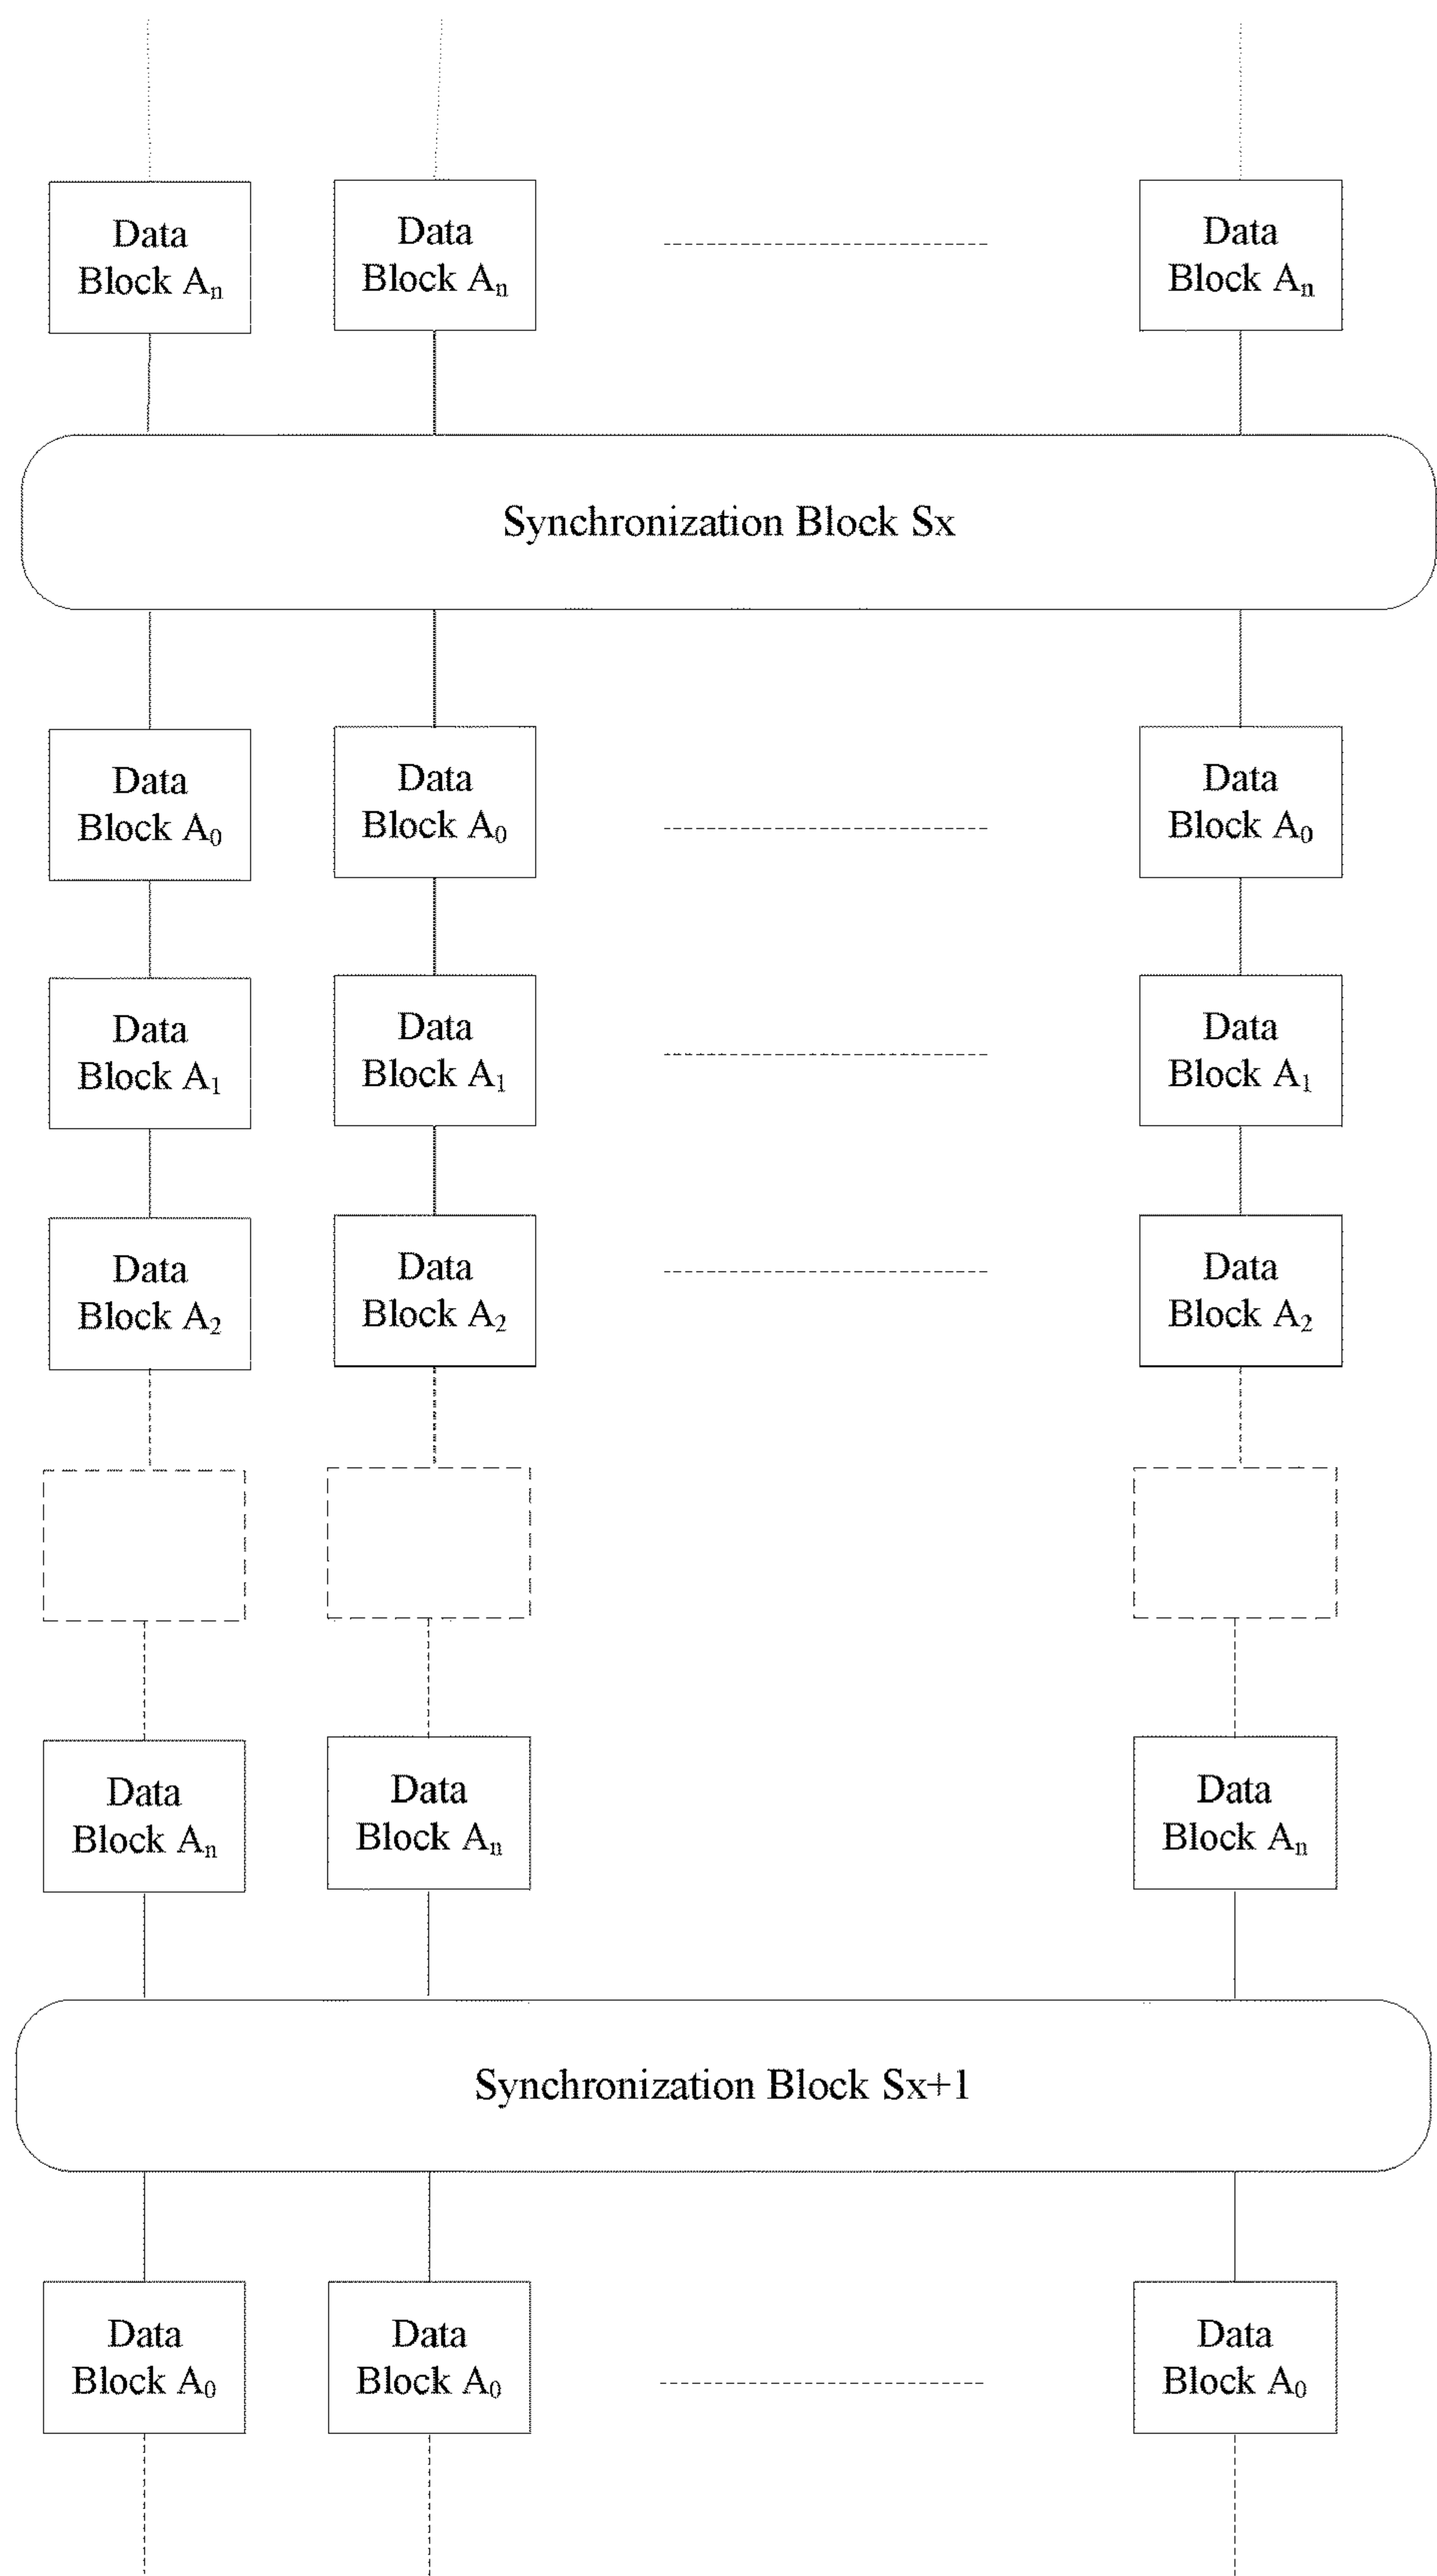 Data
Block Aₙ
Data
Block Aₙ
Data
Block Aₙ
Synchronization Block Sx
Data
Block A₀
Data
Block A₀
Data
Block A₀
Data
Block A₁
Data
Block A₁
Data
Block A₁
Data
Block A₂
Data
Block A₂
Data
Block A₂
Data
Block Aₙ
Data
Block Aₙ
Data
Block Aₙ
Synchronization Block Sx+1
Data
Block A₀
Data
Block A₀
Data
Block A₀